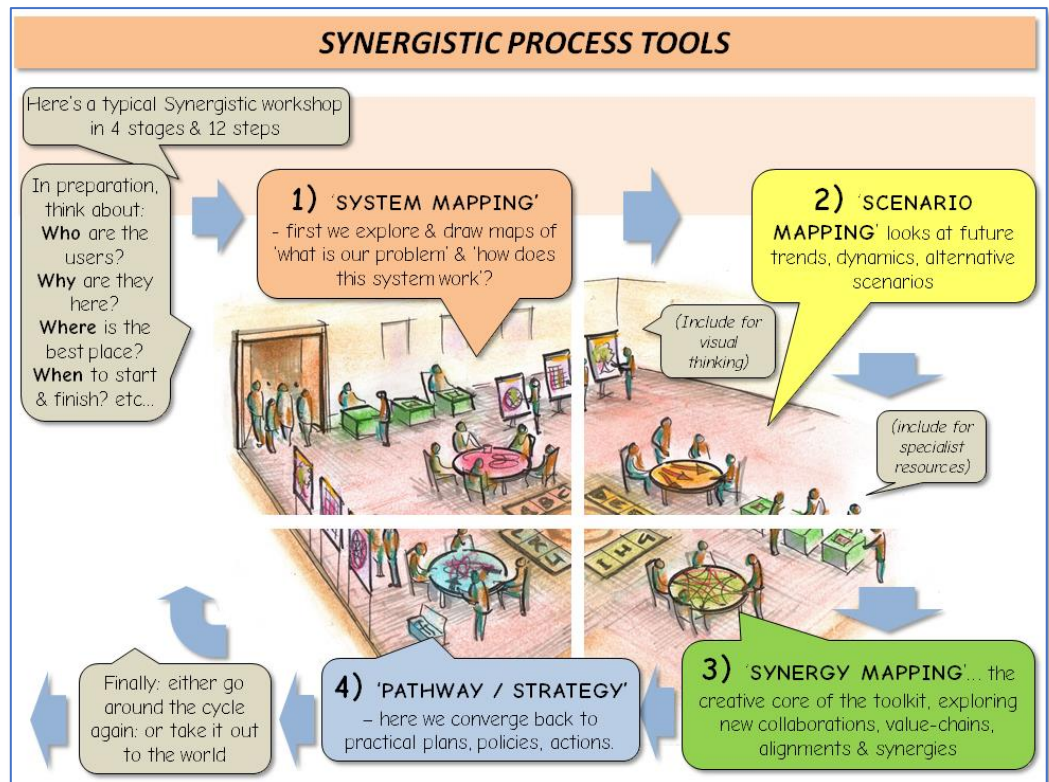 SYNERGISTIC PROCESS TOOLS
Here's a typical Synergistic workshop
in 4 stages & 12 steps
In preparation,
think about:
Who are the
users?
Why are they
here?
Where is the
best place?
When to start
& finish? etc...
1) 'SYSTEM MAPPING'
- first we explore & draw maps of
'what is our problem' & 'how does
this system work'?
2) 'SCENARIO
MAPPING' looks at future
trends, dynamics, alternative
scenarios
(Include for
visual
thinking)
(include for
specialist
resources)
3) 'SYNERGY MAPPING'... the
creative core of the toolkit, exploring
new collaborations, value-chains,
alignments & synergies
4) 'PATHWAY / STRATEGY'
– here we converge back to
practical plans, policies, actions.
Finally: either go
around the cycle
again: or take it out
to the world